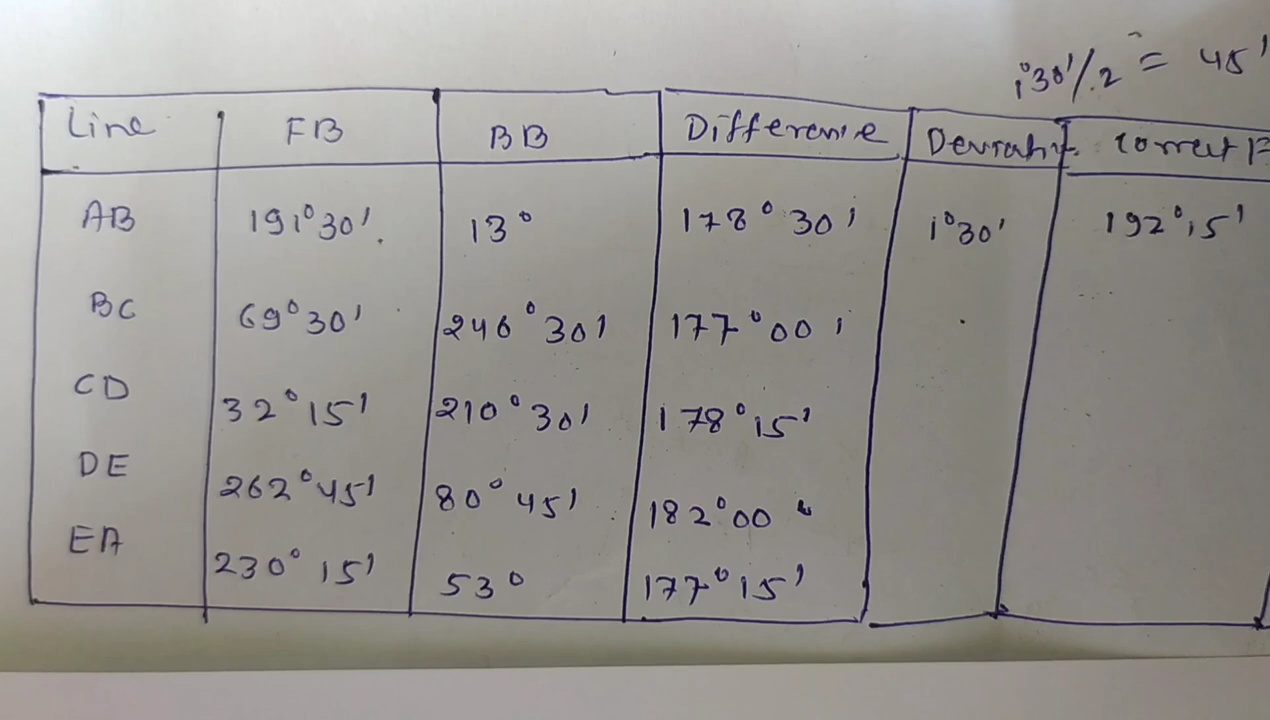 1°30'/2 = 45'
Line FB BB Difference Deviation correct F
AB 191°30' 13° 178°30' 1°30' 192°15'
BC 69°30' 246°30' 177°00'
CD 32°15' 210°30' 178°15'
DE 262°45' 80°45' 182°00'
EA 230°15' 53° 177°15'